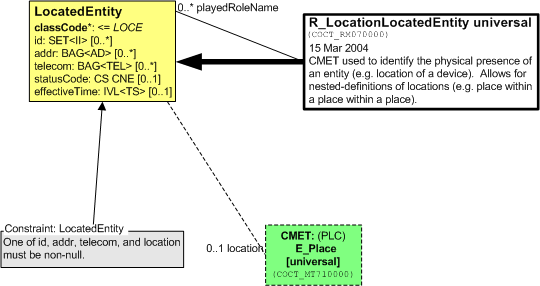 LocatedEntity
classCode*: <= LOCE
id: SET<II> [0..*]
addr: BAG<AD> [0..*]
telecom: BAG<TEL> [0..*]
statusCode: CS CNE [0..1]
effectiveTime: IVL<TS> [0..1]
0..* playedRoleName
R_LocationLocatedEntity universal
(COCT_RM070000)
15 Mar 2004
CMET used to identify the physical presence of
an entity (e.g. location of a device).  Allows for
nested-definitions of locations (e.g. place within
a place within a place).
Constraint: LocatedEntity
One of id, addr, telecom, and location
must be non-null.
0..1 location
CMET: (PLC)
E_Place
[universal]
(COCT_MT710000)